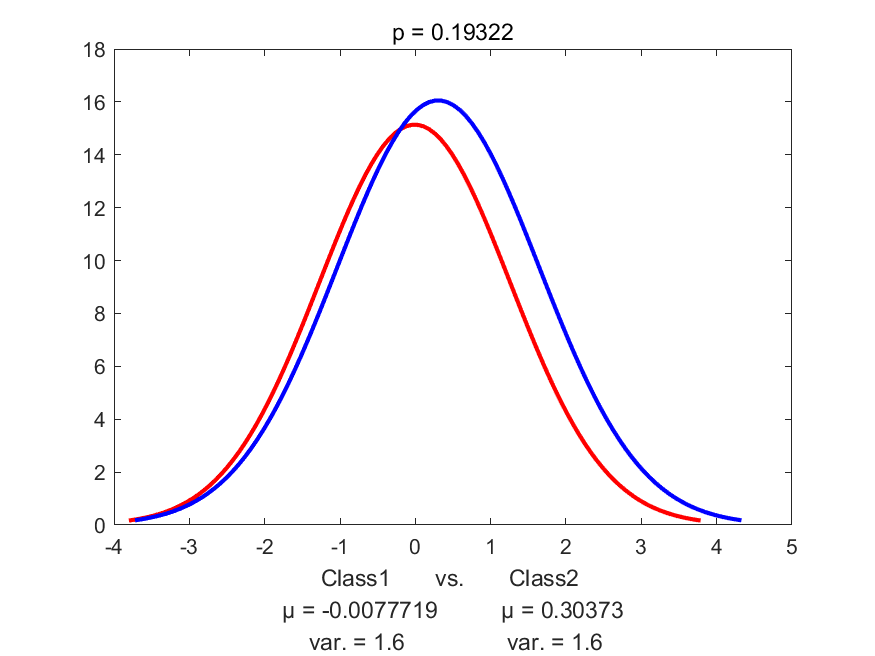 p = 0.19322
18
16
14
12
10
8
6
4
2
0
-4 -3 -2 -1 0 1 2 3 4 5
Class1 vs. Class2
μ = -0.0077719 μ = 0.30373
var. = 1.6 var. = 1.6